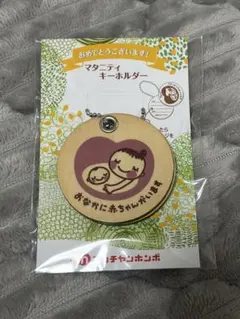 おめでとうございます!
マタニティ
キーホルダー
おなかに赤ちゃんがいます
アカチャンホンポ